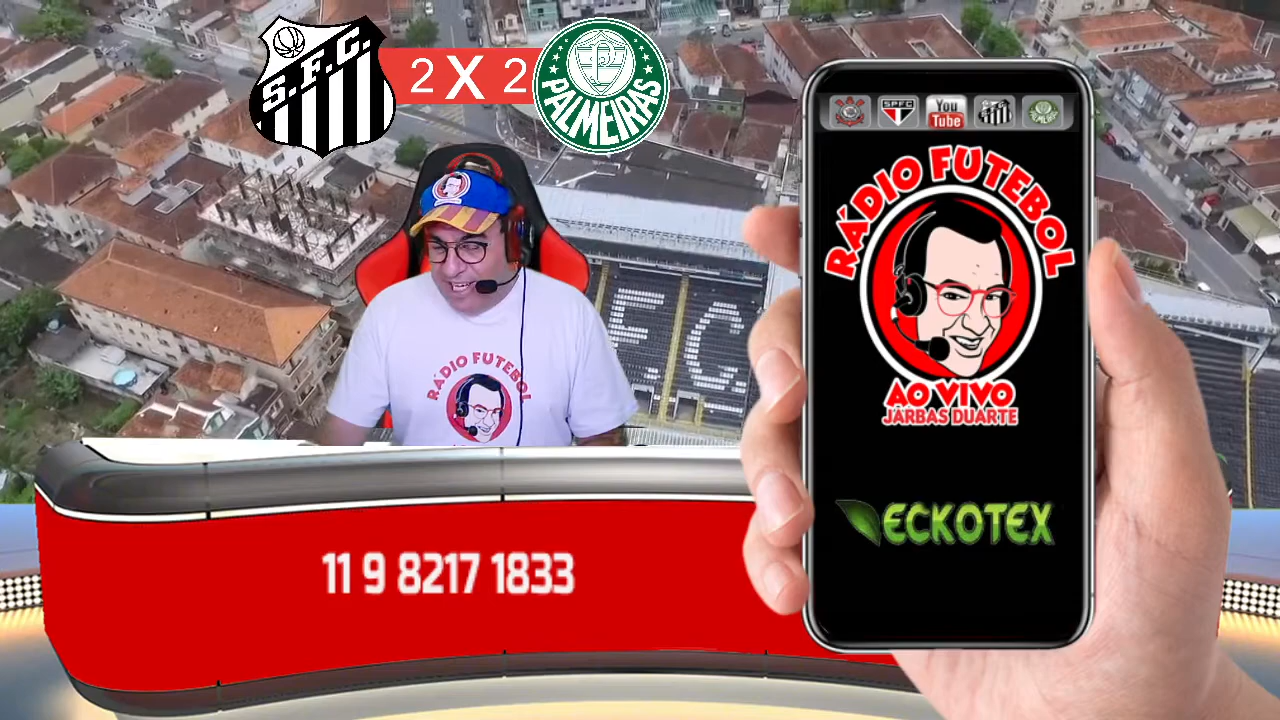 S.F.C.
2 X 2
PALMEIRAS
SPFC
You
Tube
RÁDIO FUTEBOL
AO VIVO
JARBAS DUARTE
ECKOTEX
RÁDIO FUTEBOL
FC
11 9 8217 1833